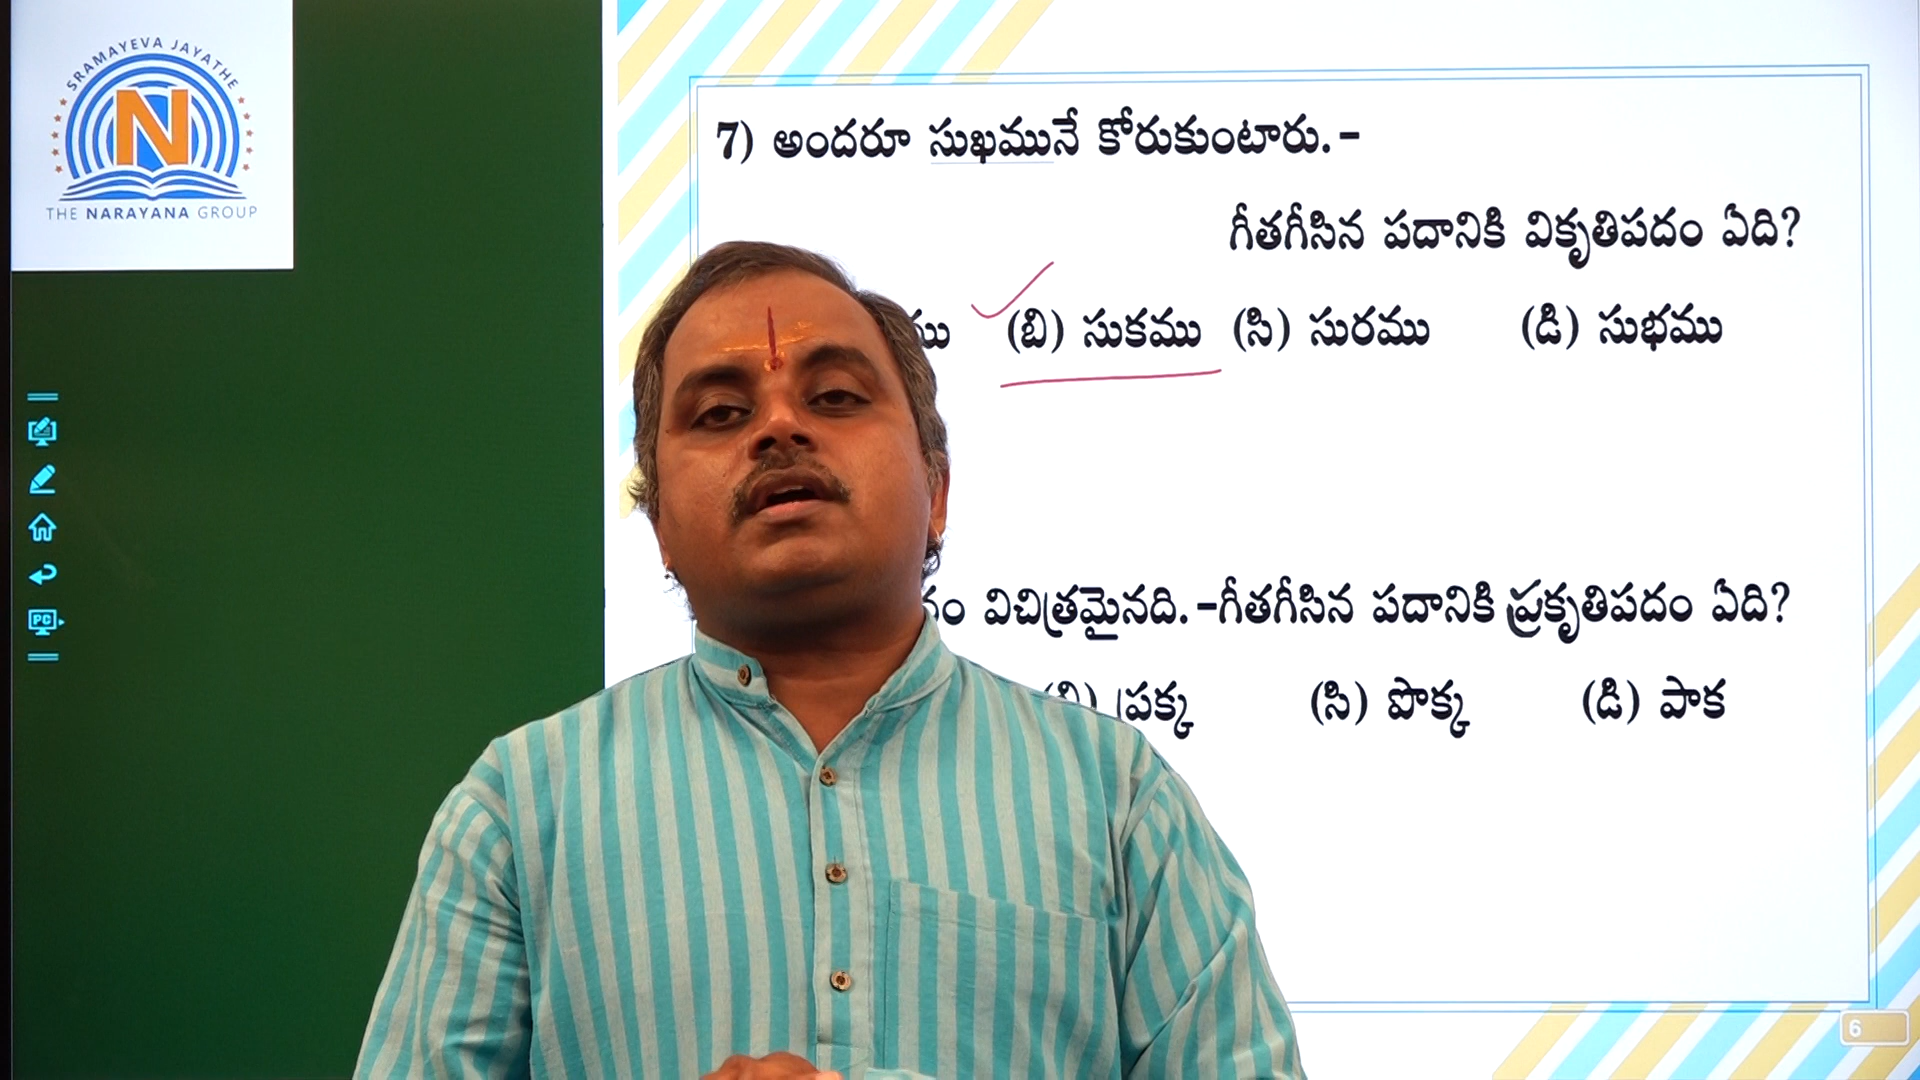 SRAMAYEVA JAYATHE
N
THE NARAYANA GROUP
7) అందరూ సుఖమునే కోరుకుంటారు.-
గీతగీసిన పదానికి వికృతిపదం ఏది?
(బి) సుకము (సి) సురము (డి) సుభము
విచిత్రమైనది. -గీతగీసిన పదానికి ప్రకృతిపదం ఏది?
ప్రక్క (సి) పొక్క (డి) పాక
PC
6